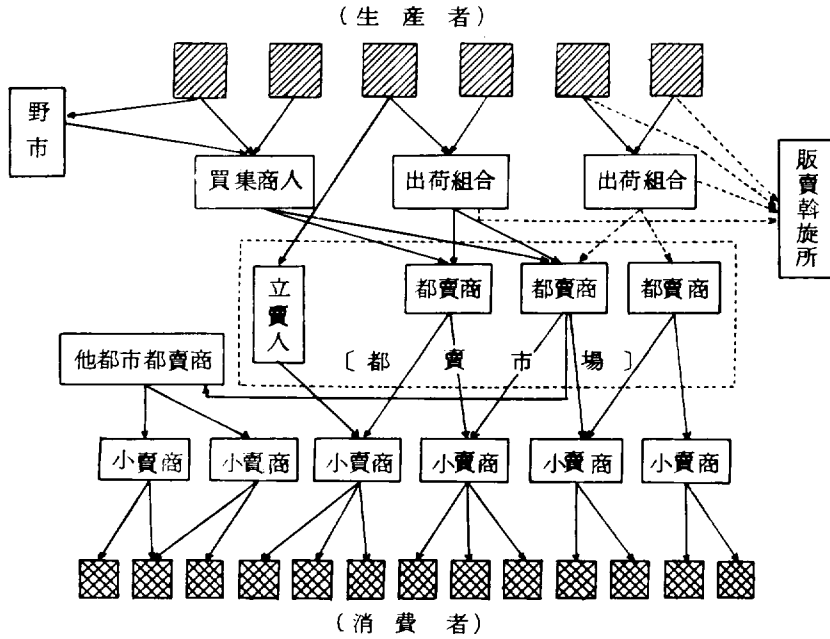 (生産者)
野市
買集商人
出荷組合
出荷組合
販賣斡旋所
立賣人
都賣商
都賣商
都賣商
〔都賣市場〕
他都市都賣商
小賣商
小賣商
小賣商
小賣商
小賣商
小賣商
(消費者)